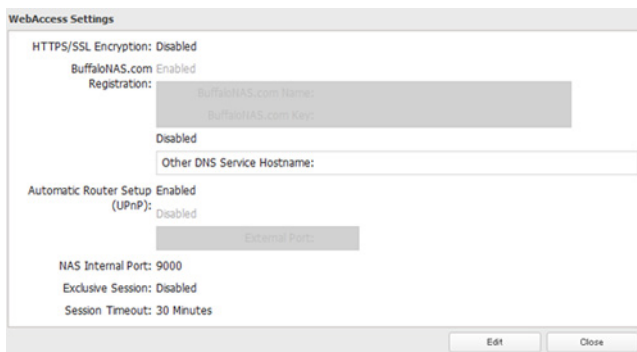 WebAccess Settings
HTTPS/SSL Encryption: Disabled
BuffaloNAS.com Enabled
Registration:
BuffaloNAS.com Name:
BuffaloNAS.com Key:
Disabled
Other DNS Service Hostname:
Automatic Router Setup Enabled
(UPnP):
Disabled
External Port:
NAS Internal Port: 9000
Exclusive Session: Disabled
Session Timeout: 30 Minutes
Edit Close